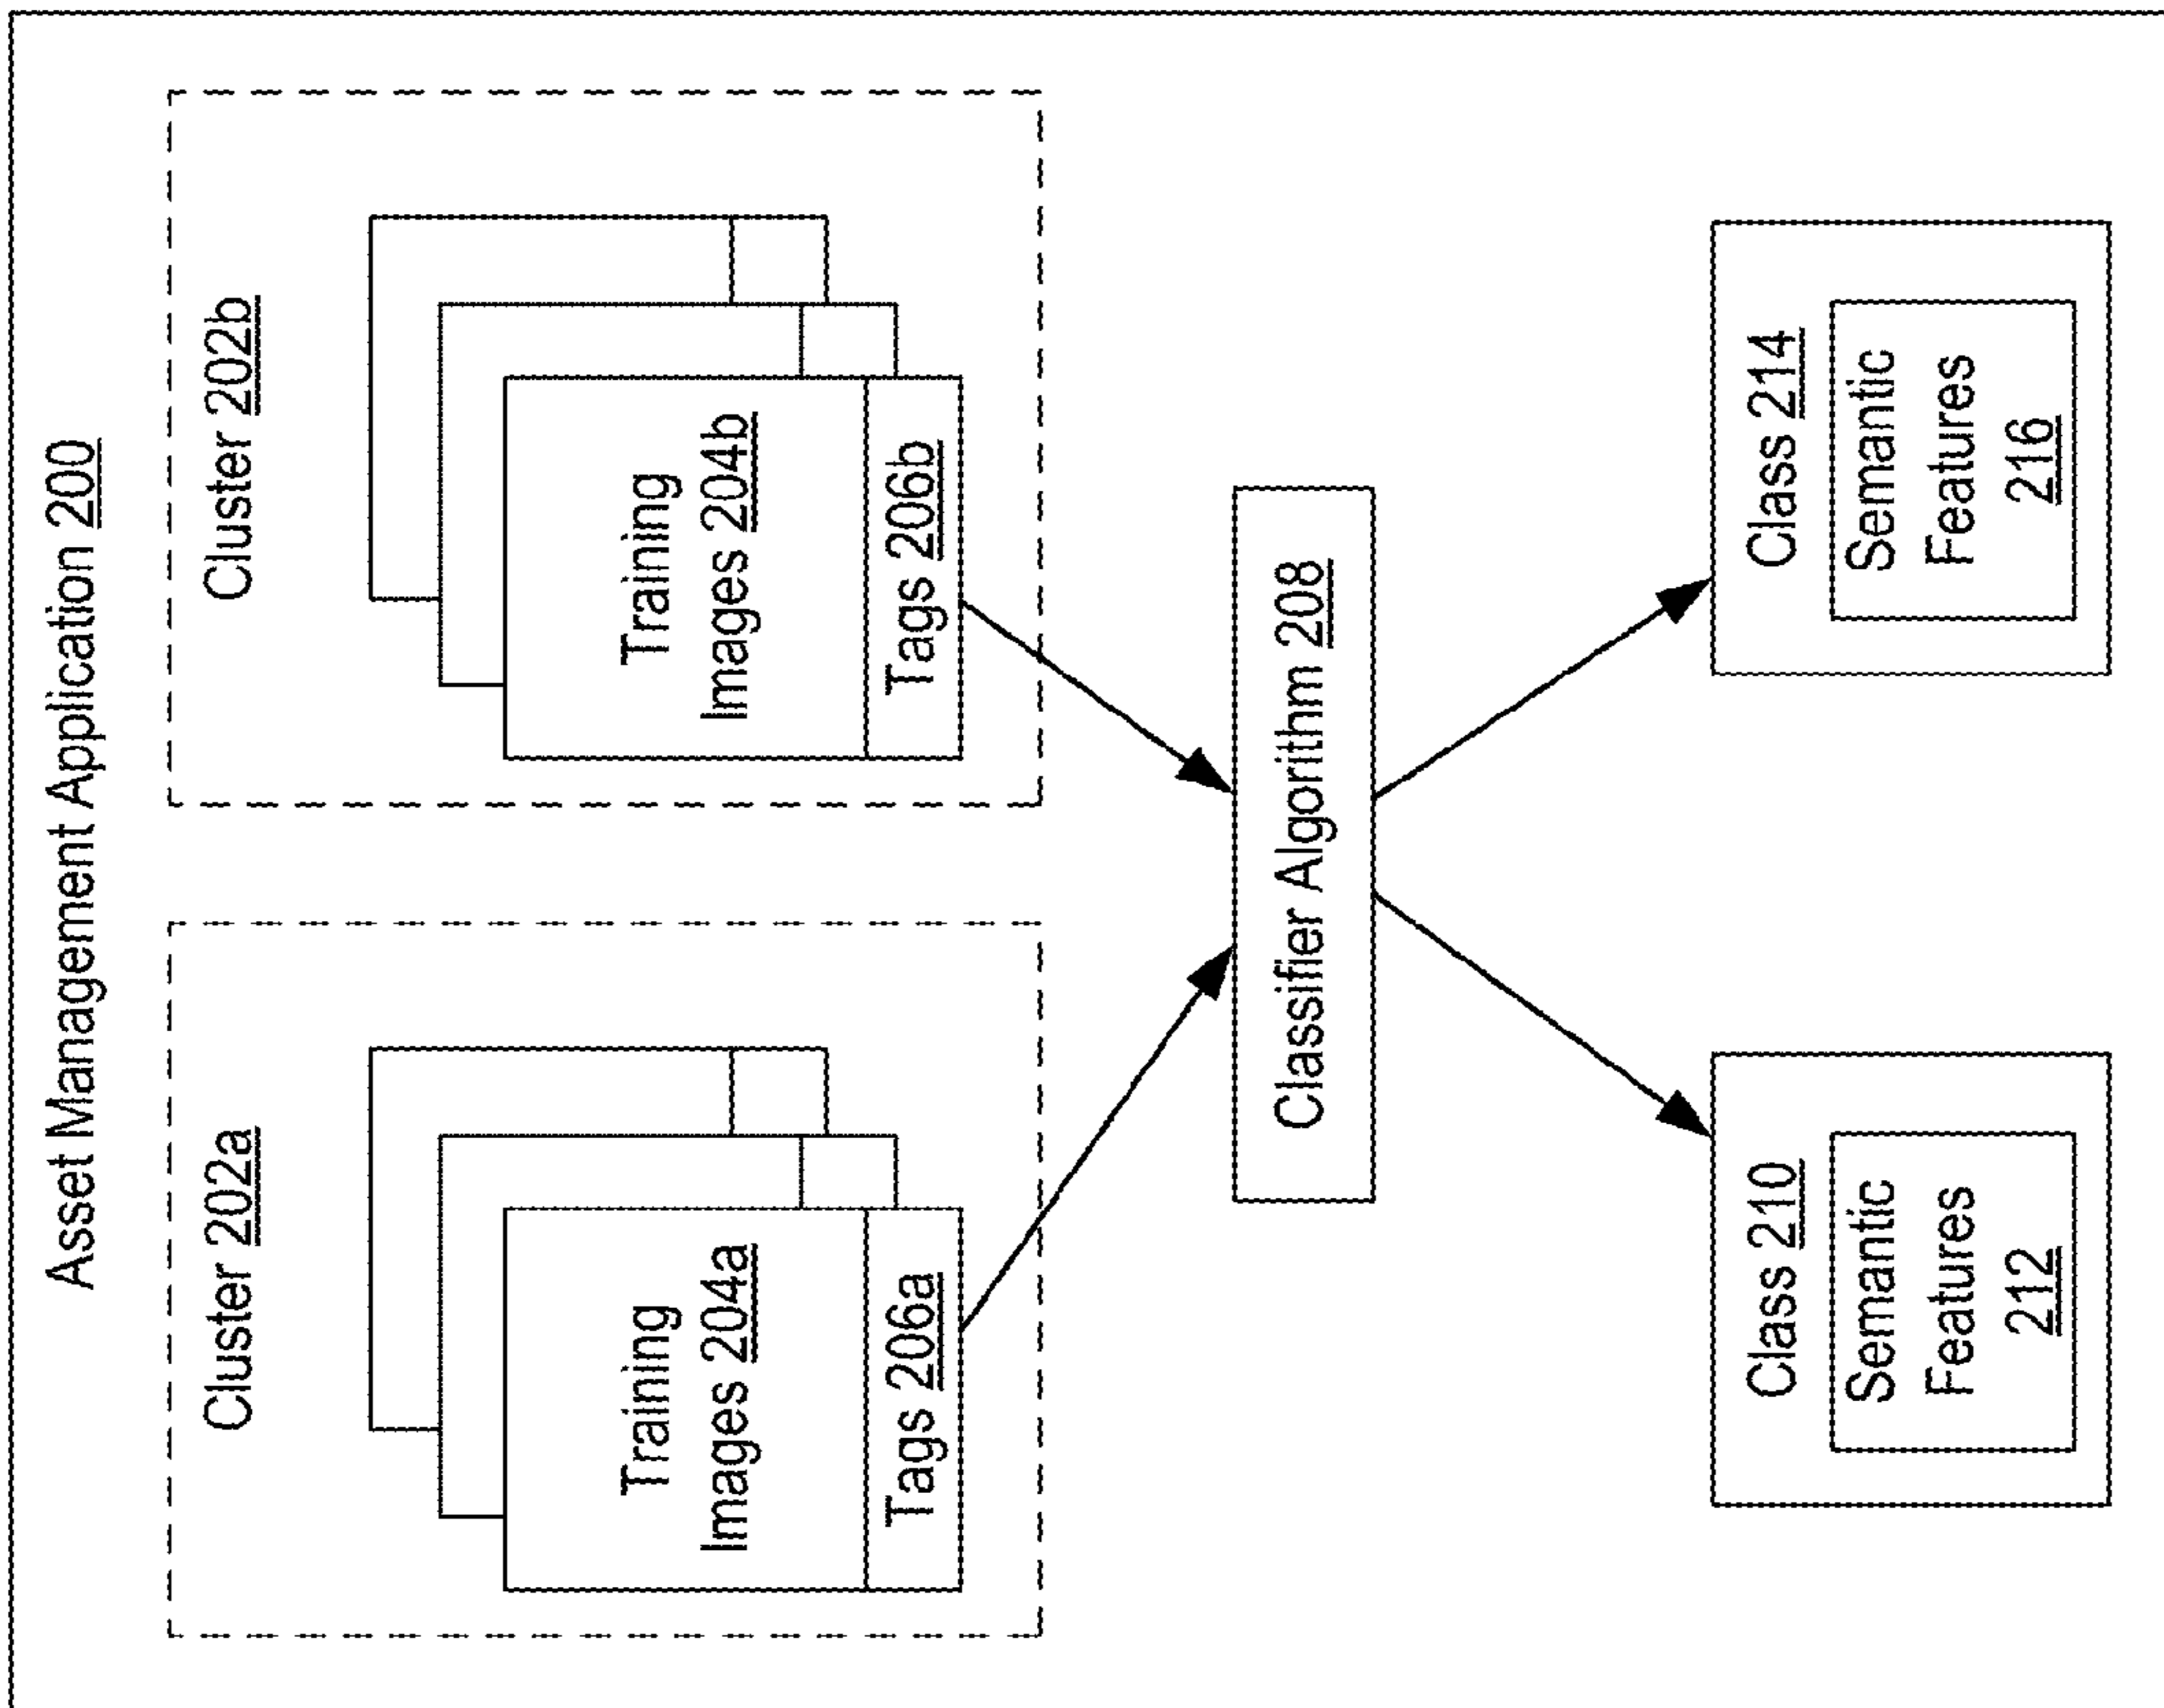 Asset Management Application 200
Cluster 202a
Training
Images 204a
Tags 206a
Cluster 202b
Training
Images 204b
Tags 206b
Classifier Algorithm 208
Class 210
Semantic
Features
212
Class 214
Semantic
Features
216